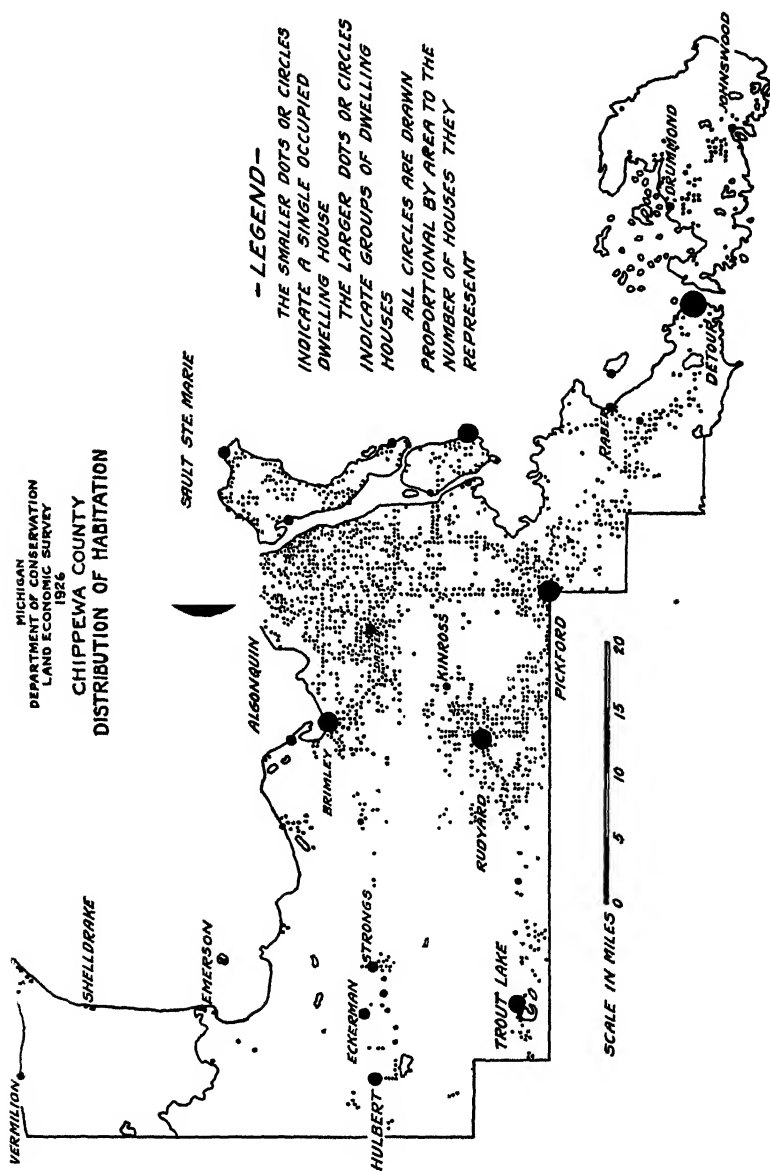 MICHIGAN
DEPARTMENT OF CONSERVATION
LAND ECONOMIC SURVEY
1926
CHIPPEWA COUNTY
DISTRIBUTION OF HABITATION
-LEGEND-
THE SMALLER DOTS OR CIRCLES
INDICATE A SINGLE OCCUPIED
DWELLING HOUSE
THE LARGER DOTS OR CIRCLES
INDICATE GROUPS OF DWELLING
HOUSES
ALL CIRCLES ARE DRAWN
PROPORTIONAL BY AREA TO THE
NUMBER OF HOUSES THEY
REPRESENT
VERMILION
SHELLDRAKE
EMERSON
ALGONQUIN
SAULT STE MARIE
BRIMLEY
HULBERT
ECKERMAN
STRONGS
DAFTER
KINROSS
RUDYARD
TROUT LAKE
PICKFORD
RABER
DETOUR
DRUMMOND
JOHNSWOOD
SCALE IN MILES 0 5 10 15 20